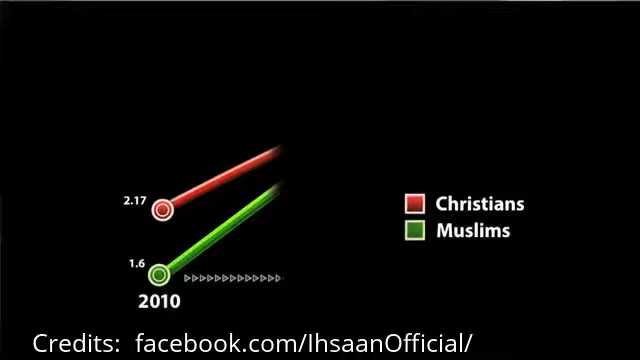 2.17
Christians
Muslims
1.6
2010
Credits: facebook.com/IhsaanOfficial/